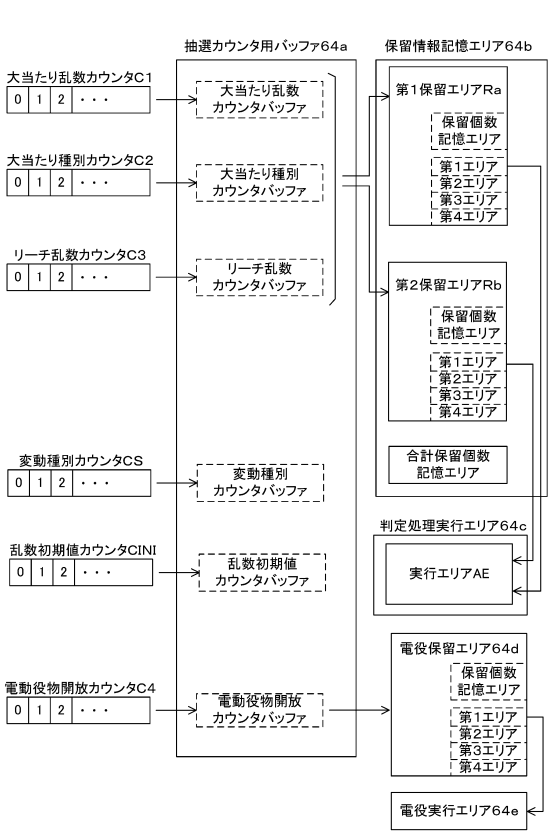 抽選カウンタ用バッファ64a
保留情報記憶エリア64b
大当たり乱数カウンタC1
0 1 2 ・・・
大当たり乱数
カウンタバッファ
大当たり種別カウンタC2
0 1 2 ・・・
大当たり種別
カウンタバッファ
リーチ乱数カウンタC3
0 1 2 ・・・
リーチ乱数
カウンタバッファ
第1保留エリアRa
保留個数
記憶エリア
第1エリア
第2エリア
第3エリア
第4エリア
第2保留エリアRb
保留個数
記憶エリア
第1エリア
第2エリア
第3エリア
第4エリア
合計保留個数
記憶エリア
変動種別カウンタCS
0 1 2 ・・・
変動種別
カウンタバッファ
乱数初期値カウンタCINI
0 1 2 ・・・
乱数初期値
カウンタバッファ
判定処理実行エリア64c
実行エリアAE
電動役物開放カウンタC4
0 1 2 ・・・
電動役物開放
カウンタバッファ
電役保留エリア64d
保留個数
記憶エリア
第1エリア
第2エリア
第3エリア
第4エリア
電役実行エリア64e